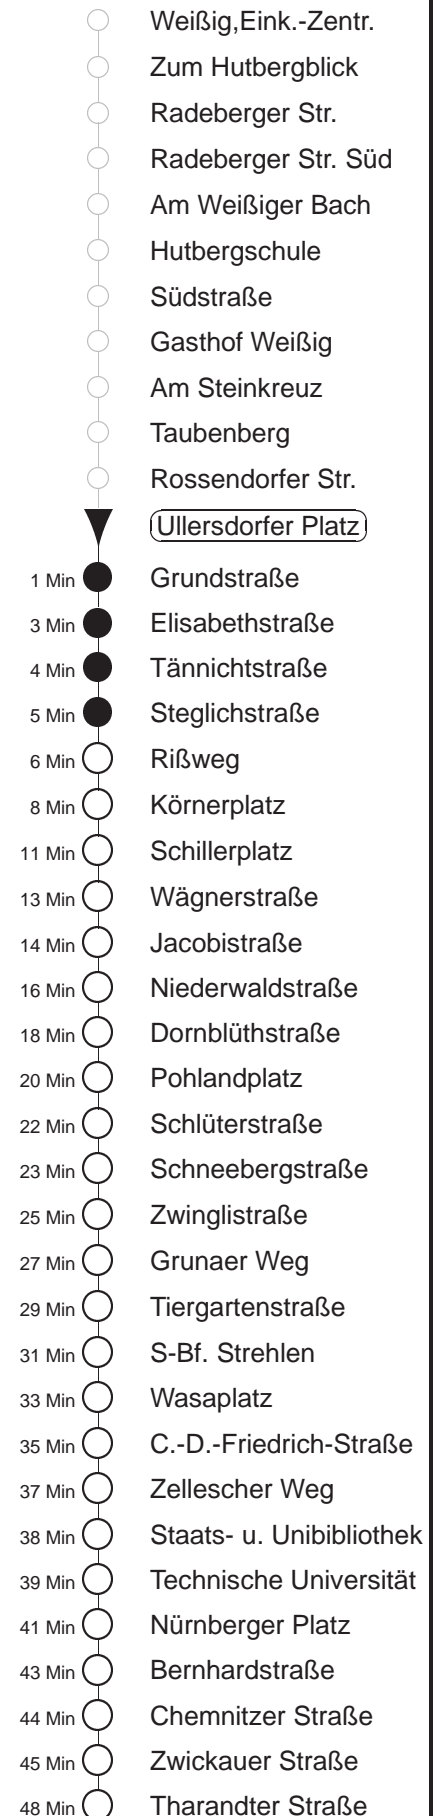 Weißig,Eink.-Zentr.
Zum Hutbergblick
Radeberger Str.
Radeberger Str. Süd
Am Weißiger Bach
Hutbergschule
Südstraße
Gasthof Weißig
Am Steinkreuz
Taubenberg
Rossendorfer Str.
Ullersdorfer Platz
1 Min Grundstraße
3 Min Elisabethstraße
4 Min Tännichtstraße
5 Min Steglichstraße
6 Min Rißweg
8 Min Körnerplatz
11 Min Schillerplatz
13 Min Wägnerstraße
14 Min Jacobistraße
16 Min Niederwaldstraße
18 Min Dornblüthstraße
20 Min Pohlandplatz
22 Min Schlüterstraße
23 Min Schneebergstraße
25 Min Zwinglistraße
27 Min Grunaer Weg
29 Min Tiergartenstraße
31 Min S-Bf. Strehlen
33 Min Wasaplatz
35 Min C.-D.-Friedrich-Straße
37 Min Zellescher Weg
38 Min Staats- u. Unibibliothek
39 Min Technische Universität
41 Min Nürnberger Platz
43 Min Bernhardstraße
44 Min Chemnitzer Straße
45 Min Zwickauer Straße
48 Min Tharandter Straße